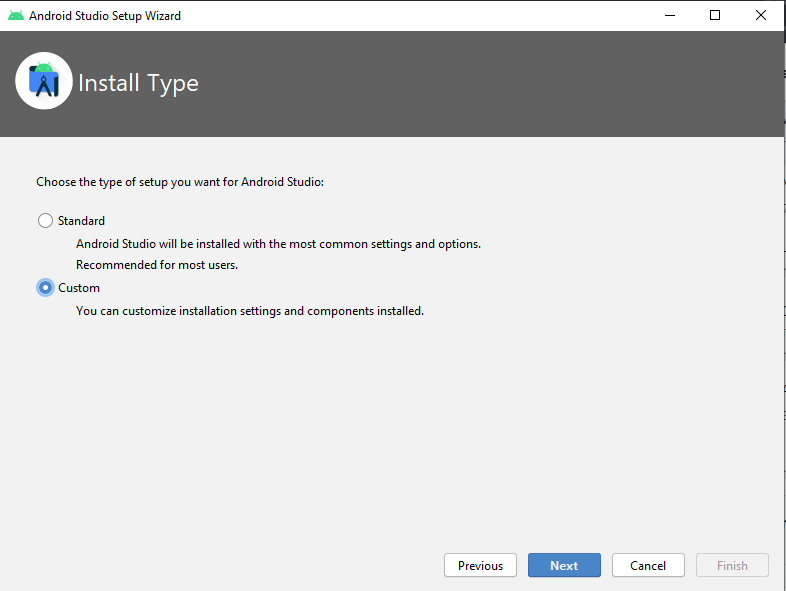 Android Studio Setup Wizard
Install Type
Choose the type of setup you want for Android Studio:
Standard
Android Studio will be installed with the most common settings and options.
Recommended for most users.
Custom
You can customize installation settings and components installed.
Previous
Next
Cancel
Finish